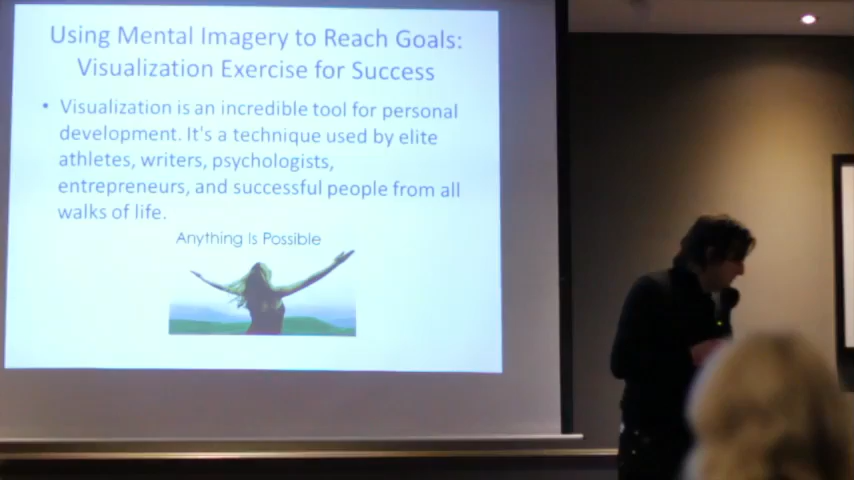 Using Mental Imagery to Reach Goals:
Visualization Exercise for Success
• Visualization is an incredible tool for personal
development. It's a technique used by elite
athletes, writers, psychologists,
entrepreneurs, and successful people from all
walks of life.
Anything Is Possible